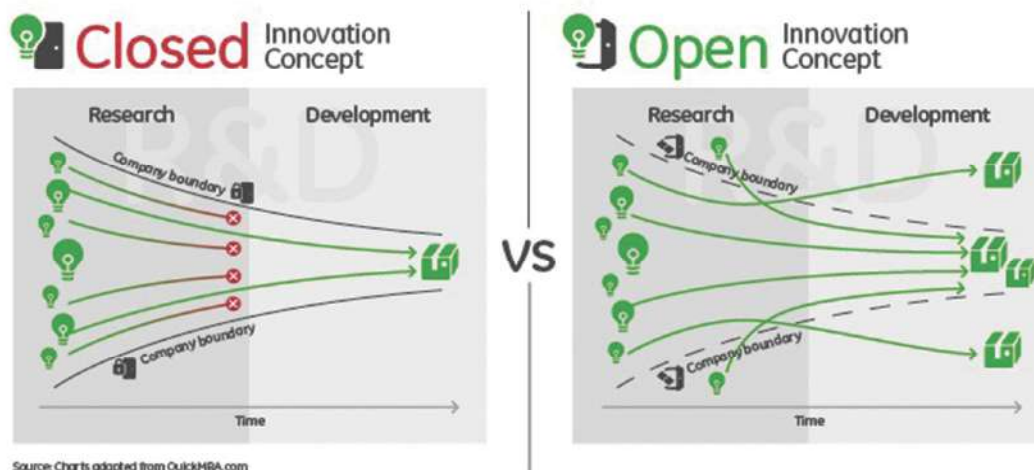 Closed Innovation
Concept
Research
Development
R&D
Company boundary
Company boundary
Time
Source: Charts adapted from QuickMBA.com
VS
Open Innovation
Concept
Research
Development
R&D
Company boundary
Company boundary
Time